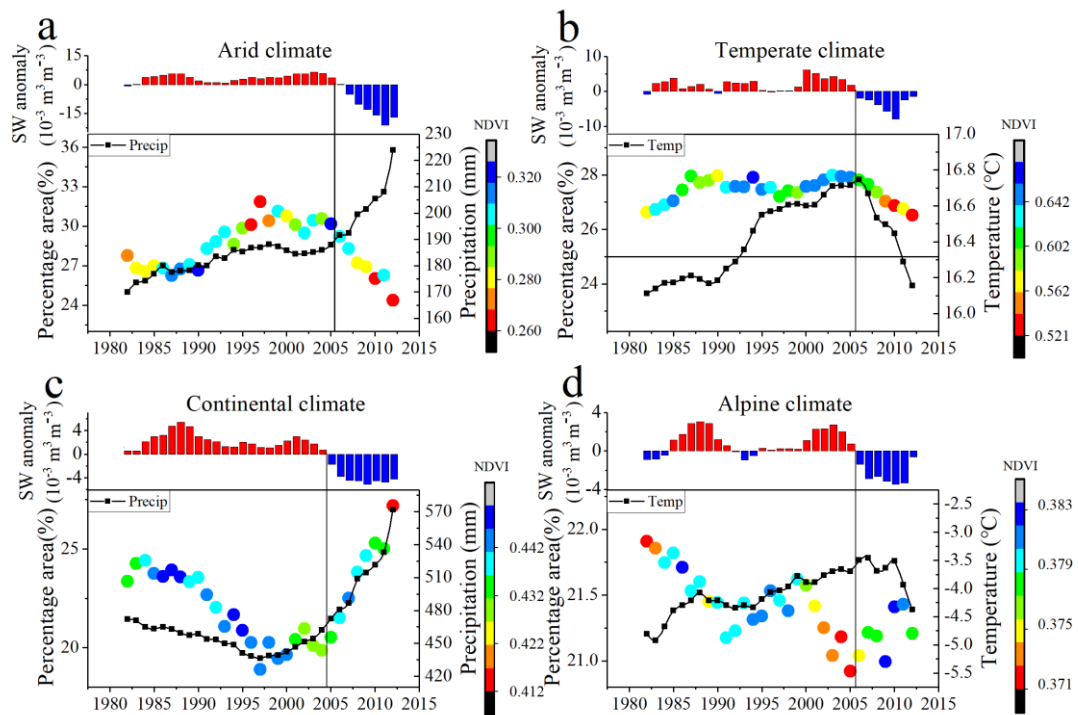 a
Arid climate
SW anomaly
(10⁻³ m³ m⁻³)
15
0
-15
Percentage area(%)
36
33
30
27
24
Precip
230
220
210
200
190
180
170
160
Precipitation (mm)
NDVI
0.320
0.300
0.280
0.260
1980 1985 1990 1995 2000 2005 2010 2015
b
Temperate climate
SW anomaly
(10⁻³ m³ m⁻³)
10
0
-10
Percentage area(%)
28
27
26
24
Temp
17.0
16.8
16.6
16.4
16.2
16.0
Temperature (°C)
NDVI
0.642
0.602
0.562
0.521
1980 1985 1990 1995 2000 2005 2010 2015
c
Continental climate
SW anomaly
(10⁻³ m³ m⁻³)
4
0
-4
Percentage area(%)
25
20
Precip
570
540
510
480
450
430
Precipitation (mm)
NDVI
0.442
0.432
0.422
0.412
1980 1985 1990 1995 2000 2005 2010 2015
d
Alpine climate
SW anomaly
(10⁻³ m³ m⁻³)
4
0
-4
Percentage area(%)
22.0
21.5
21.0
Temp
-2.5
-3.0
-3.5
-4.0
-4.5
-5.0
-5.5
Temperature (°C)
NDVI
0.383
0.379
0.375
0.371
1980 1985 1990 1995 2000 2005 2010 2015